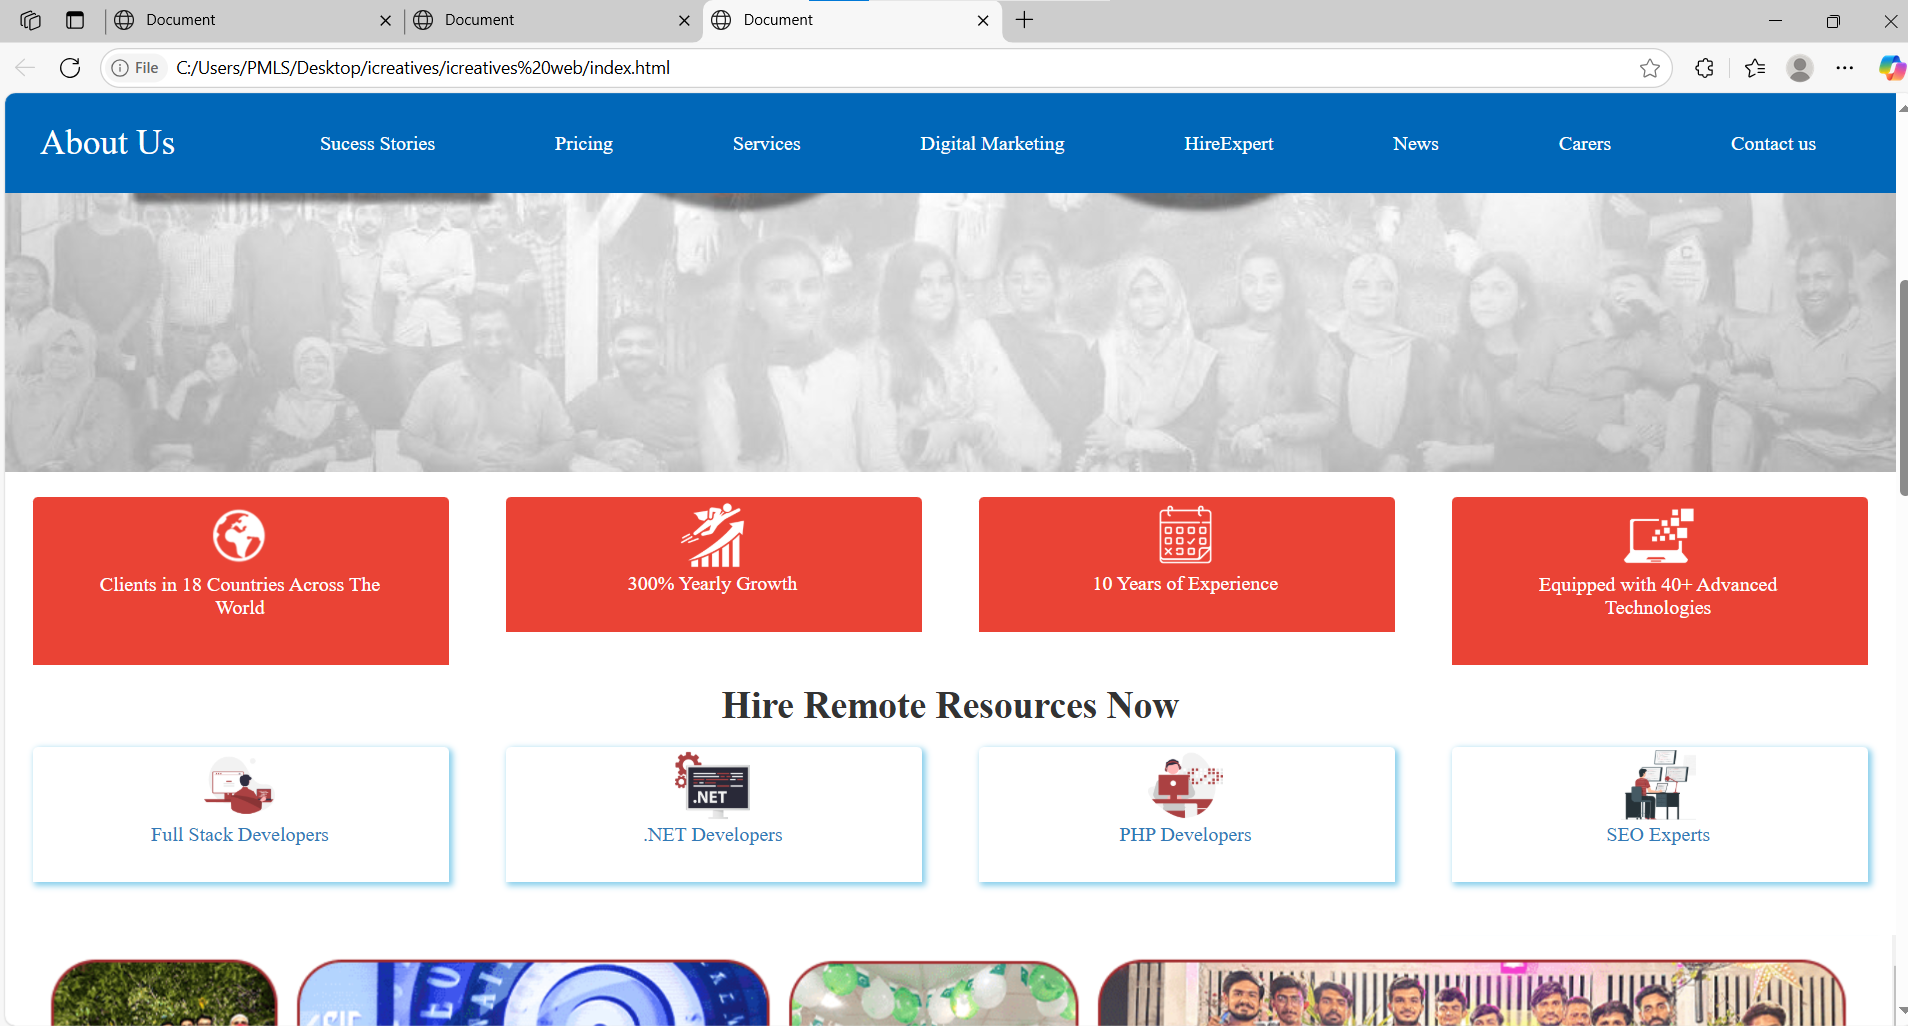 Document
Document
Document
File
C:/Users/PMLS/Desktop/icreatives/icreatives%20web/index.html
About Us
Sucess Stories
Pricing
Services
Digital Marketing
HireExpert
News
Carers
Contact us
Clients in 18 Countries Across The
World
300% Yearly Growth
10 Years of Experience
Equipped with 40+ Advanced
Technologies
Hire Remote Resources Now
.NET
Full Stack Developers
.NET Developers
PHP Developers
SEO Experts